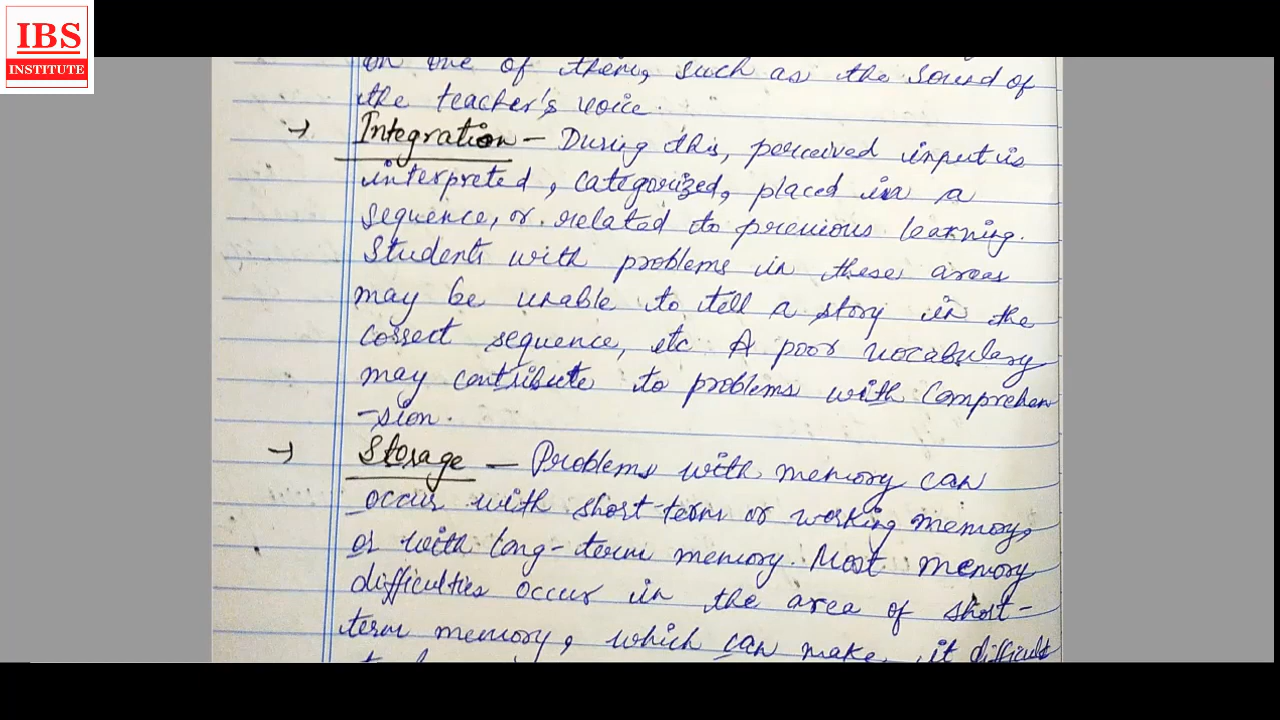 IBS
INSTITUTE
on one of them, such as the sound of
the teacher's voice.
→ Integration – During this, perceived input is
interpreted, categorized, placed in a
sequence, or related to previous learning.
Students with problems in these areas
may be unable to tell a story in the
correct sequence, etc. A poor vocabulary
may contribute to problems with comprehen
-sion.
→ Storage – Problems with memory can
occur with short-term or working memory,
or with long-term memory. Most memory
difficulties occur in the area of short-
term memory, which can make it difficult